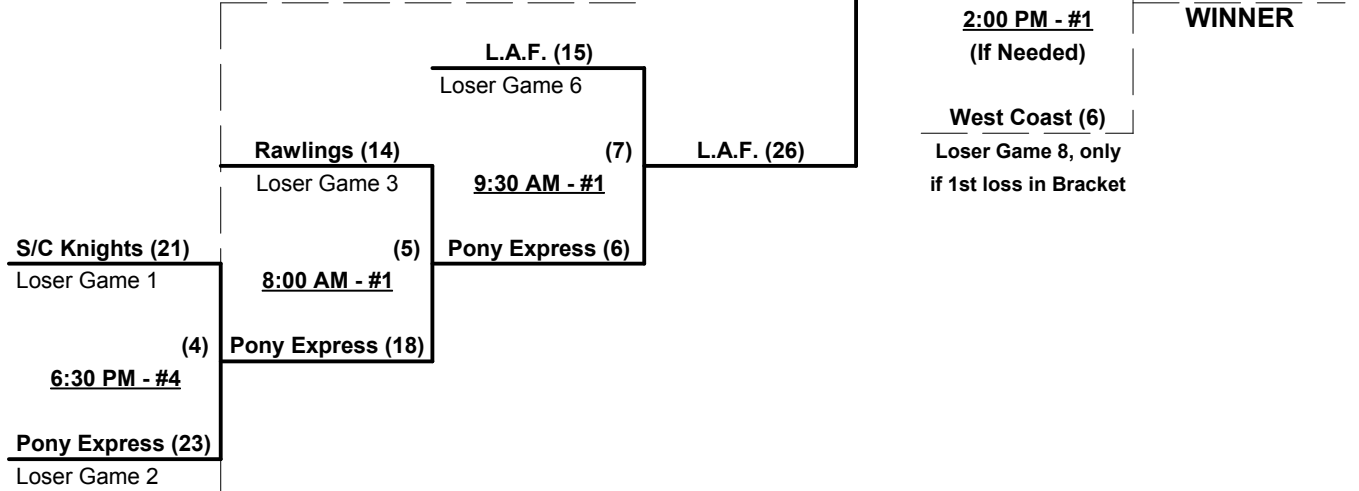 2:00 PM - #1
WINNER
(If Needed)
L.A.F. (15)
Loser Game 6
West Coast (6)
Loser Game 8, only
if 1st loss in Bracket
Rawlings (14)
Loser Game 3
(7)
9:30 AM - #1
L.A.F. (26)
S/C Knights (21)
Loser Game 1
(5)
8:00 AM - #1
Pony Express (6)
(4)
6:30 PM - #4
Pony Express (18)
Pony Express (23)
Loser Game 2